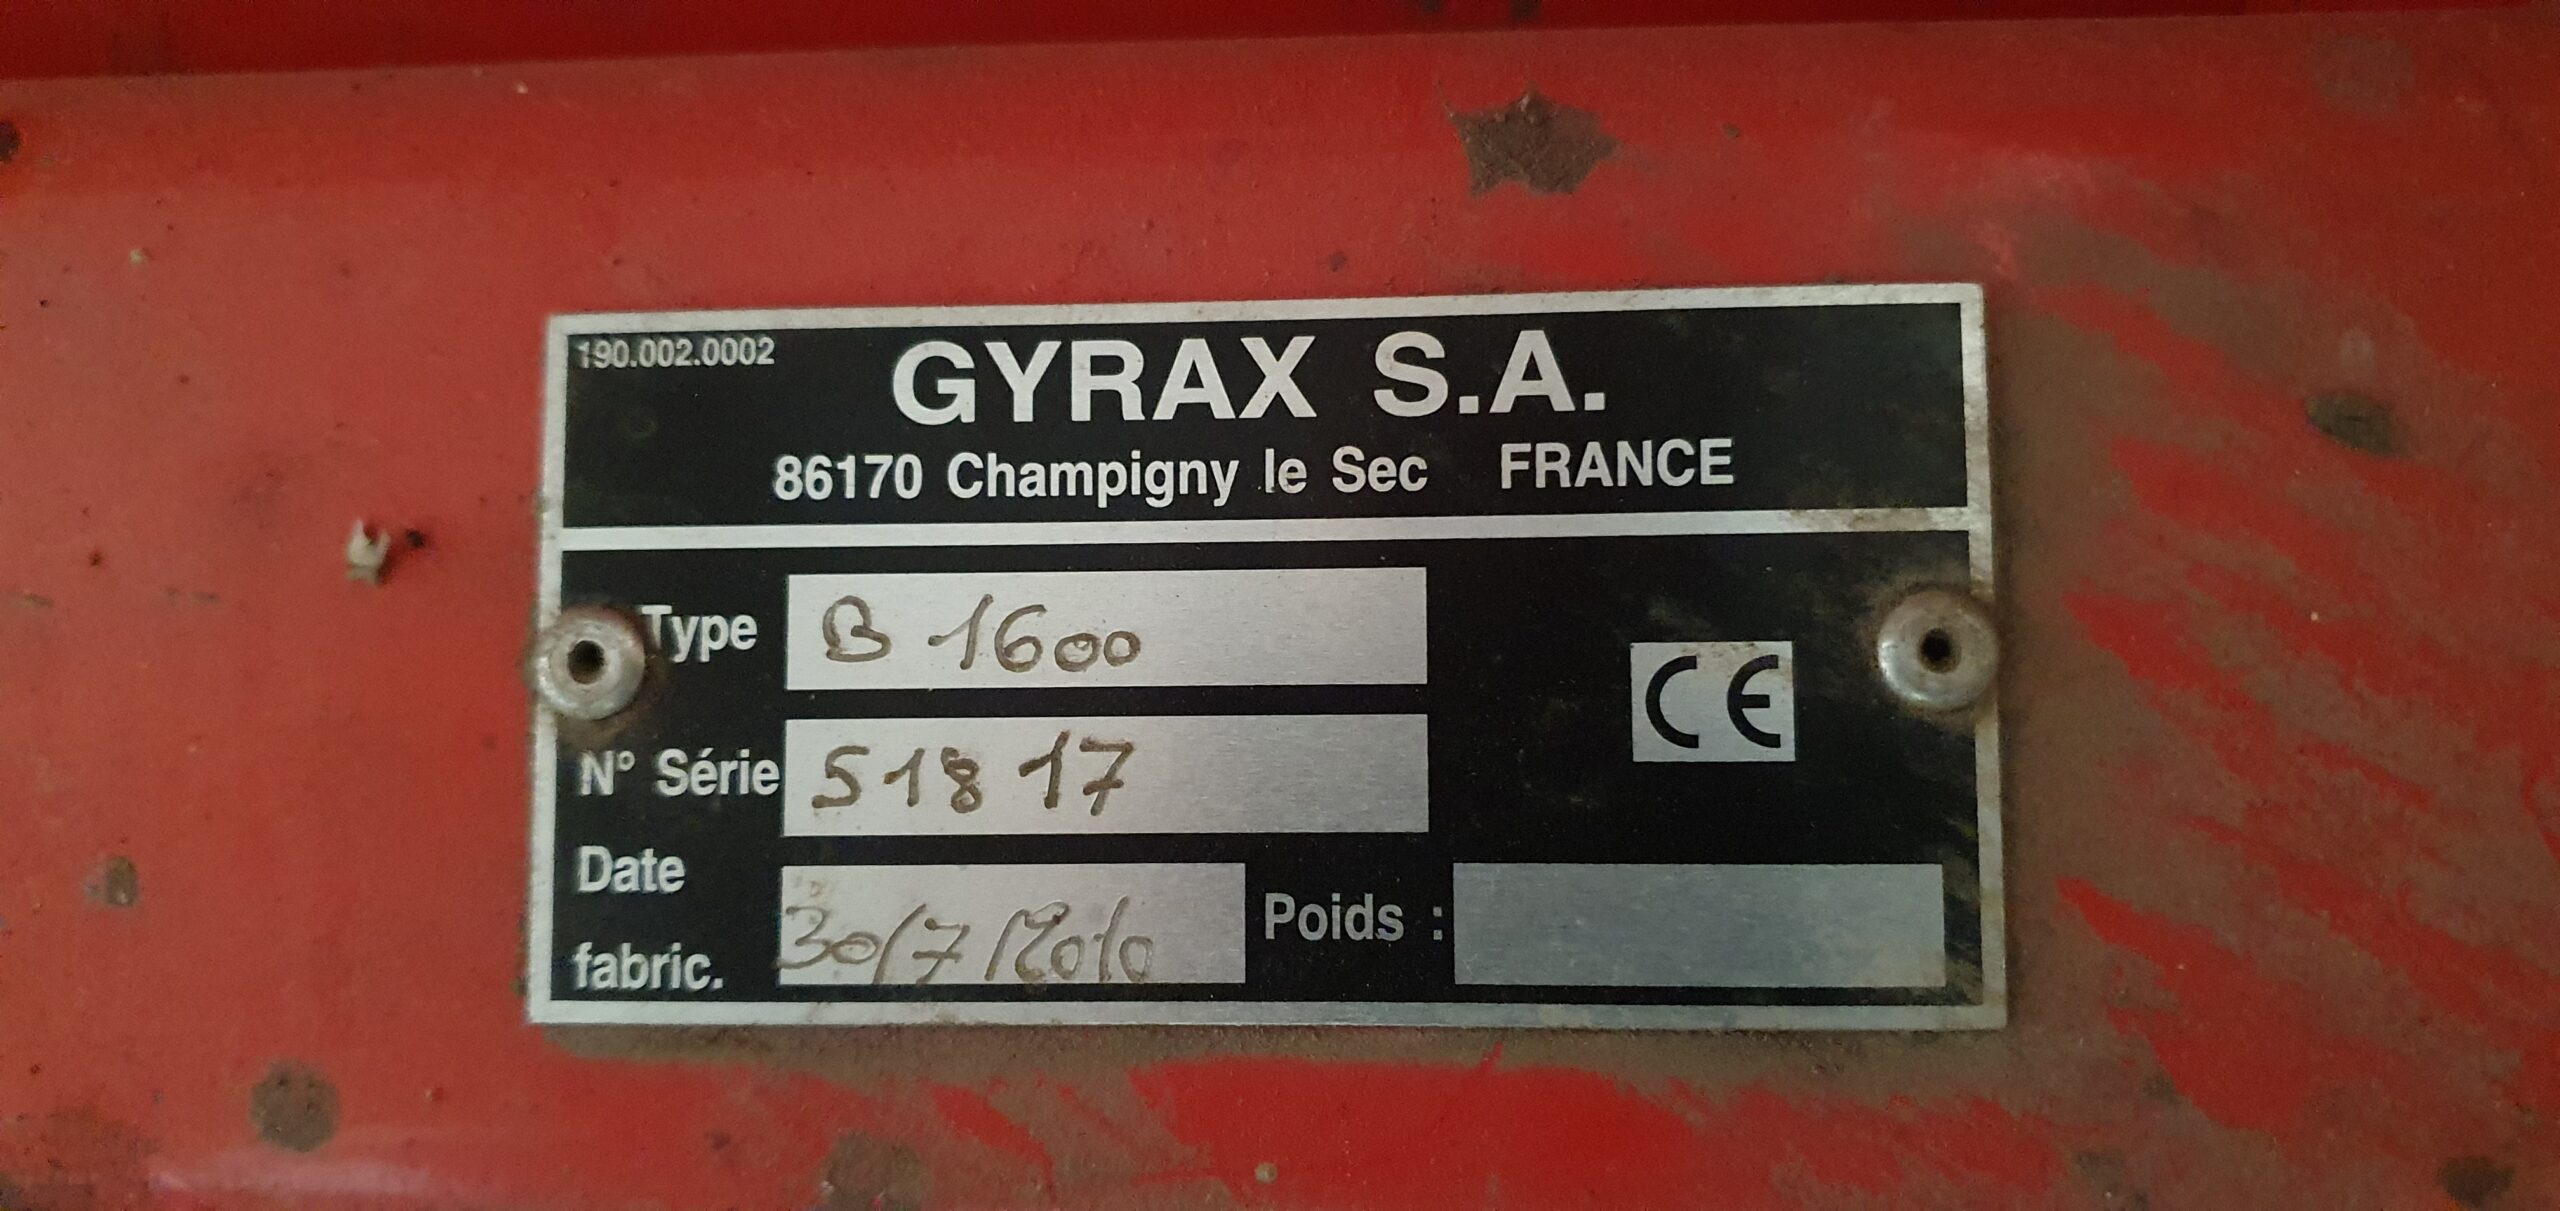 190.002.0002
GYRAX S.A.
86170 Champigny le Sec FRANCE
Type B 1600
N° Série 51817
Date
fabric. 30/7/2010 Poids :
CE